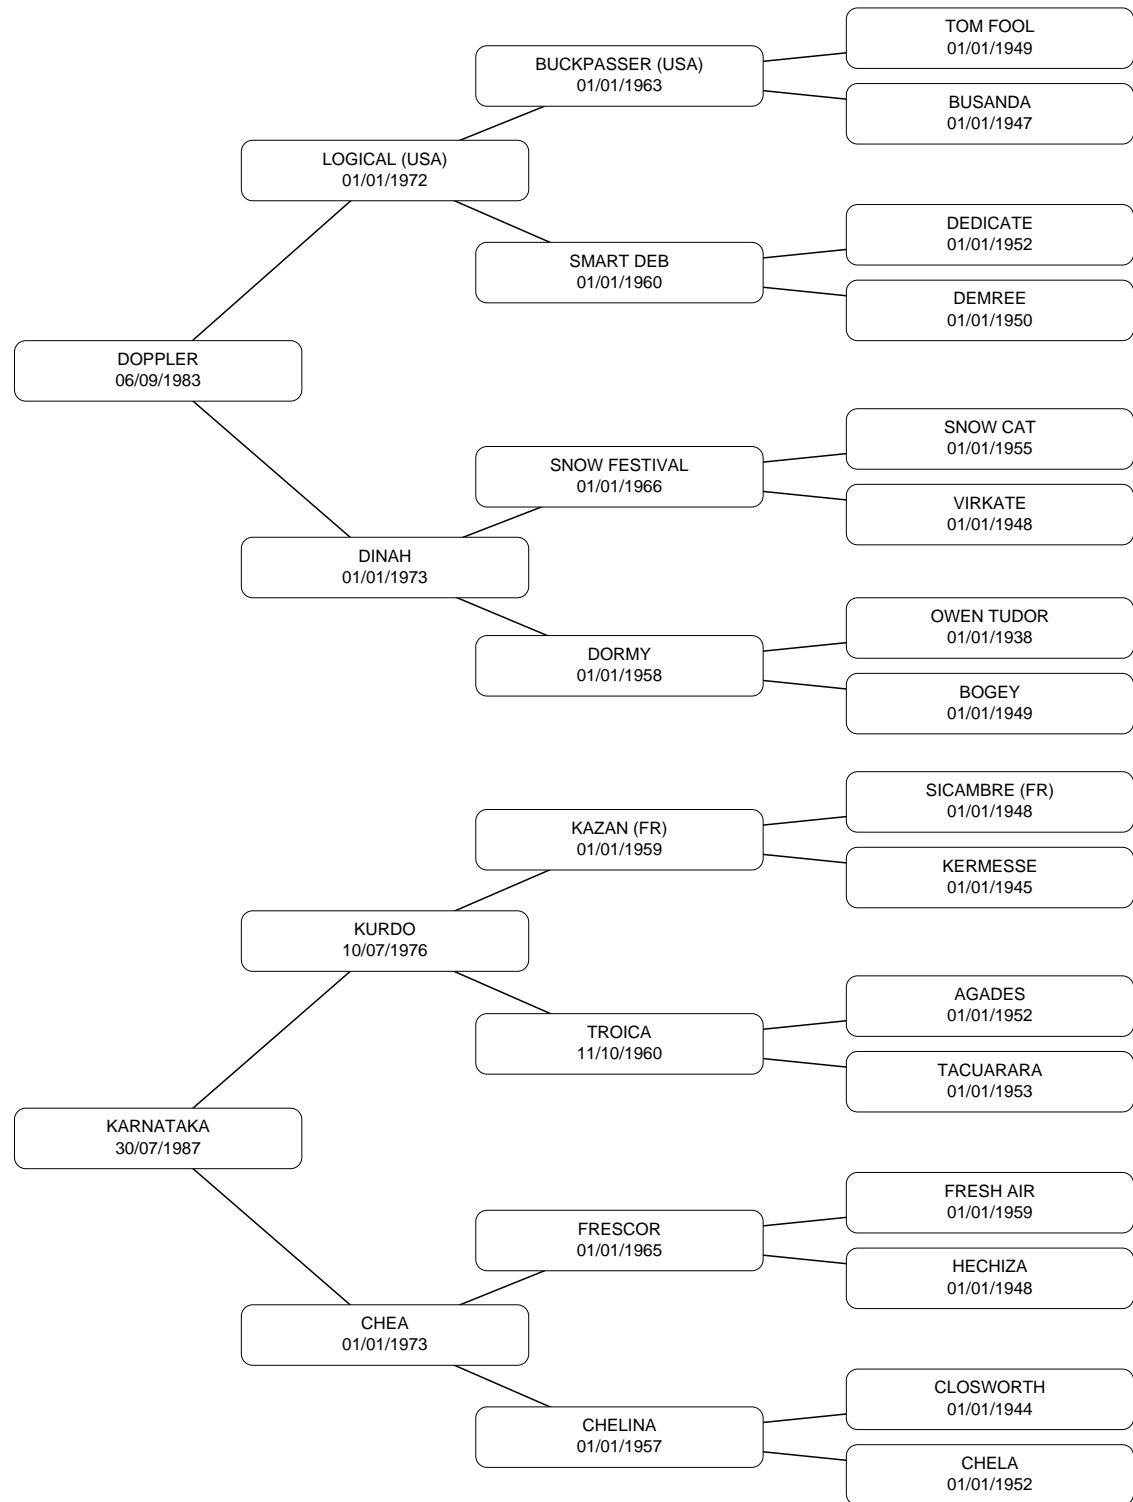 TOM FOOL
01/01/1949
BUCKPASSER (USA)
01/01/1963
BUSANDA
01/01/1947
LOGICAL (USA)
01/01/1972
DEDICATE
01/01/1952
SMART DEB
01/01/1960
DEMREE
01/01/1950
DOPPLER
06/09/1983
SNOW CAT
01/01/1955
SNOW FESTIVAL
01/01/1966
VIRKATE
01/01/1948
DINAH
01/01/1973
OWEN TUDOR
01/01/1938
DORMY
01/01/1958
BOGEY
01/01/1949
SICAMBRE (FR)
01/01/1948
KAZAN (FR)
01/01/1959
KERMESSE
01/01/1945
KURDO
10/07/1976
AGADES
01/01/1952
TROICA
11/10/1960
TACUARARA
01/01/1953
KARNATAKA
30/07/1987
FRESH AIR
01/01/1959
FRESCOR
01/01/1965
HECHIZA
01/01/1948
CHEA
01/01/1973
CLOSWORTH
01/01/1944
CHELINA
01/01/1957
CHELA
01/01/1952